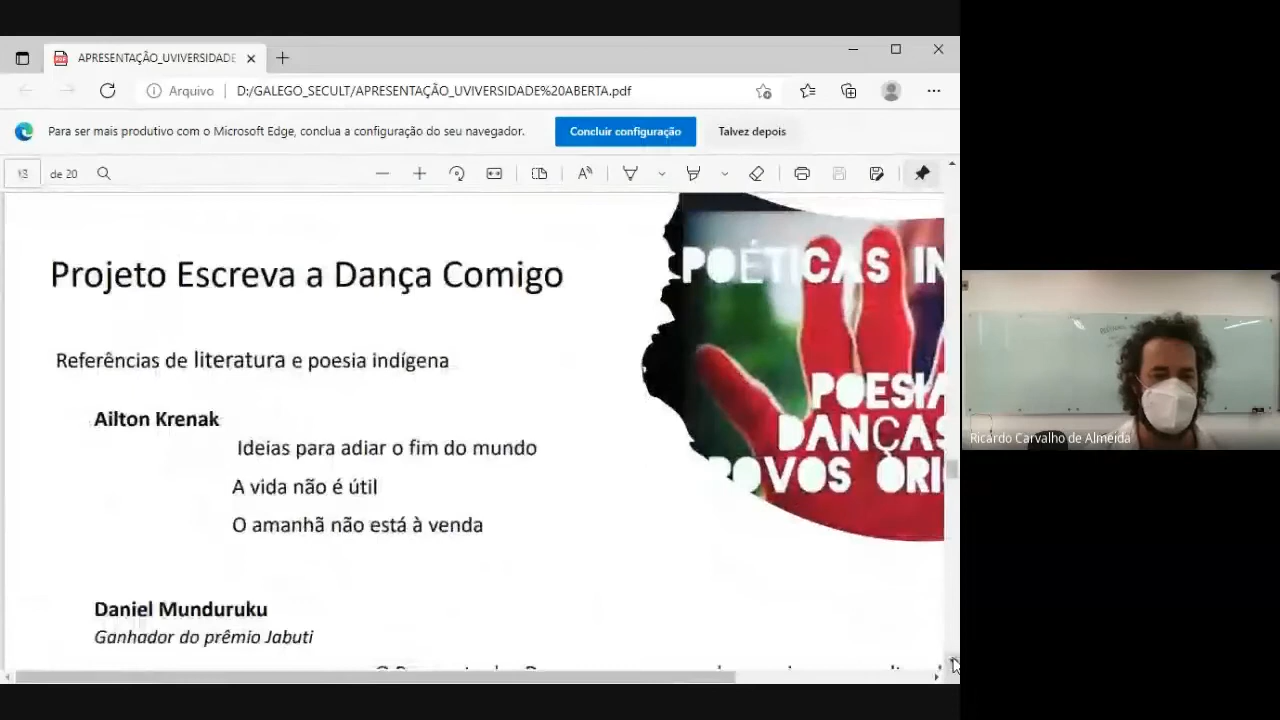 APRESENTAÇÃO_UVIVERSIDADE
Arquivo
D:/GALEGO_SECULT/APRESENTAÇÃO_UVIVERSIDADE%20ABERTA.pdf
Para ser mais produtivo com o Microsoft Edge, conclua a configuração do seu navegador.
Concluir configuração
Talvez depois
13 de 20
Projeto Escreva a Dança Comigo
Referências de literatura e poesia indígena
Ailton Krenak
Ideias para adiar o fim do mundo
A vida não é útil
O amanhã não está à venda
Daniel Munduruku
Ganhador do prêmio Jabuti
POÉTICAS IN
POESIA
DANÇAS
POVOS ORI
Ricardo Carvalho de Almeida